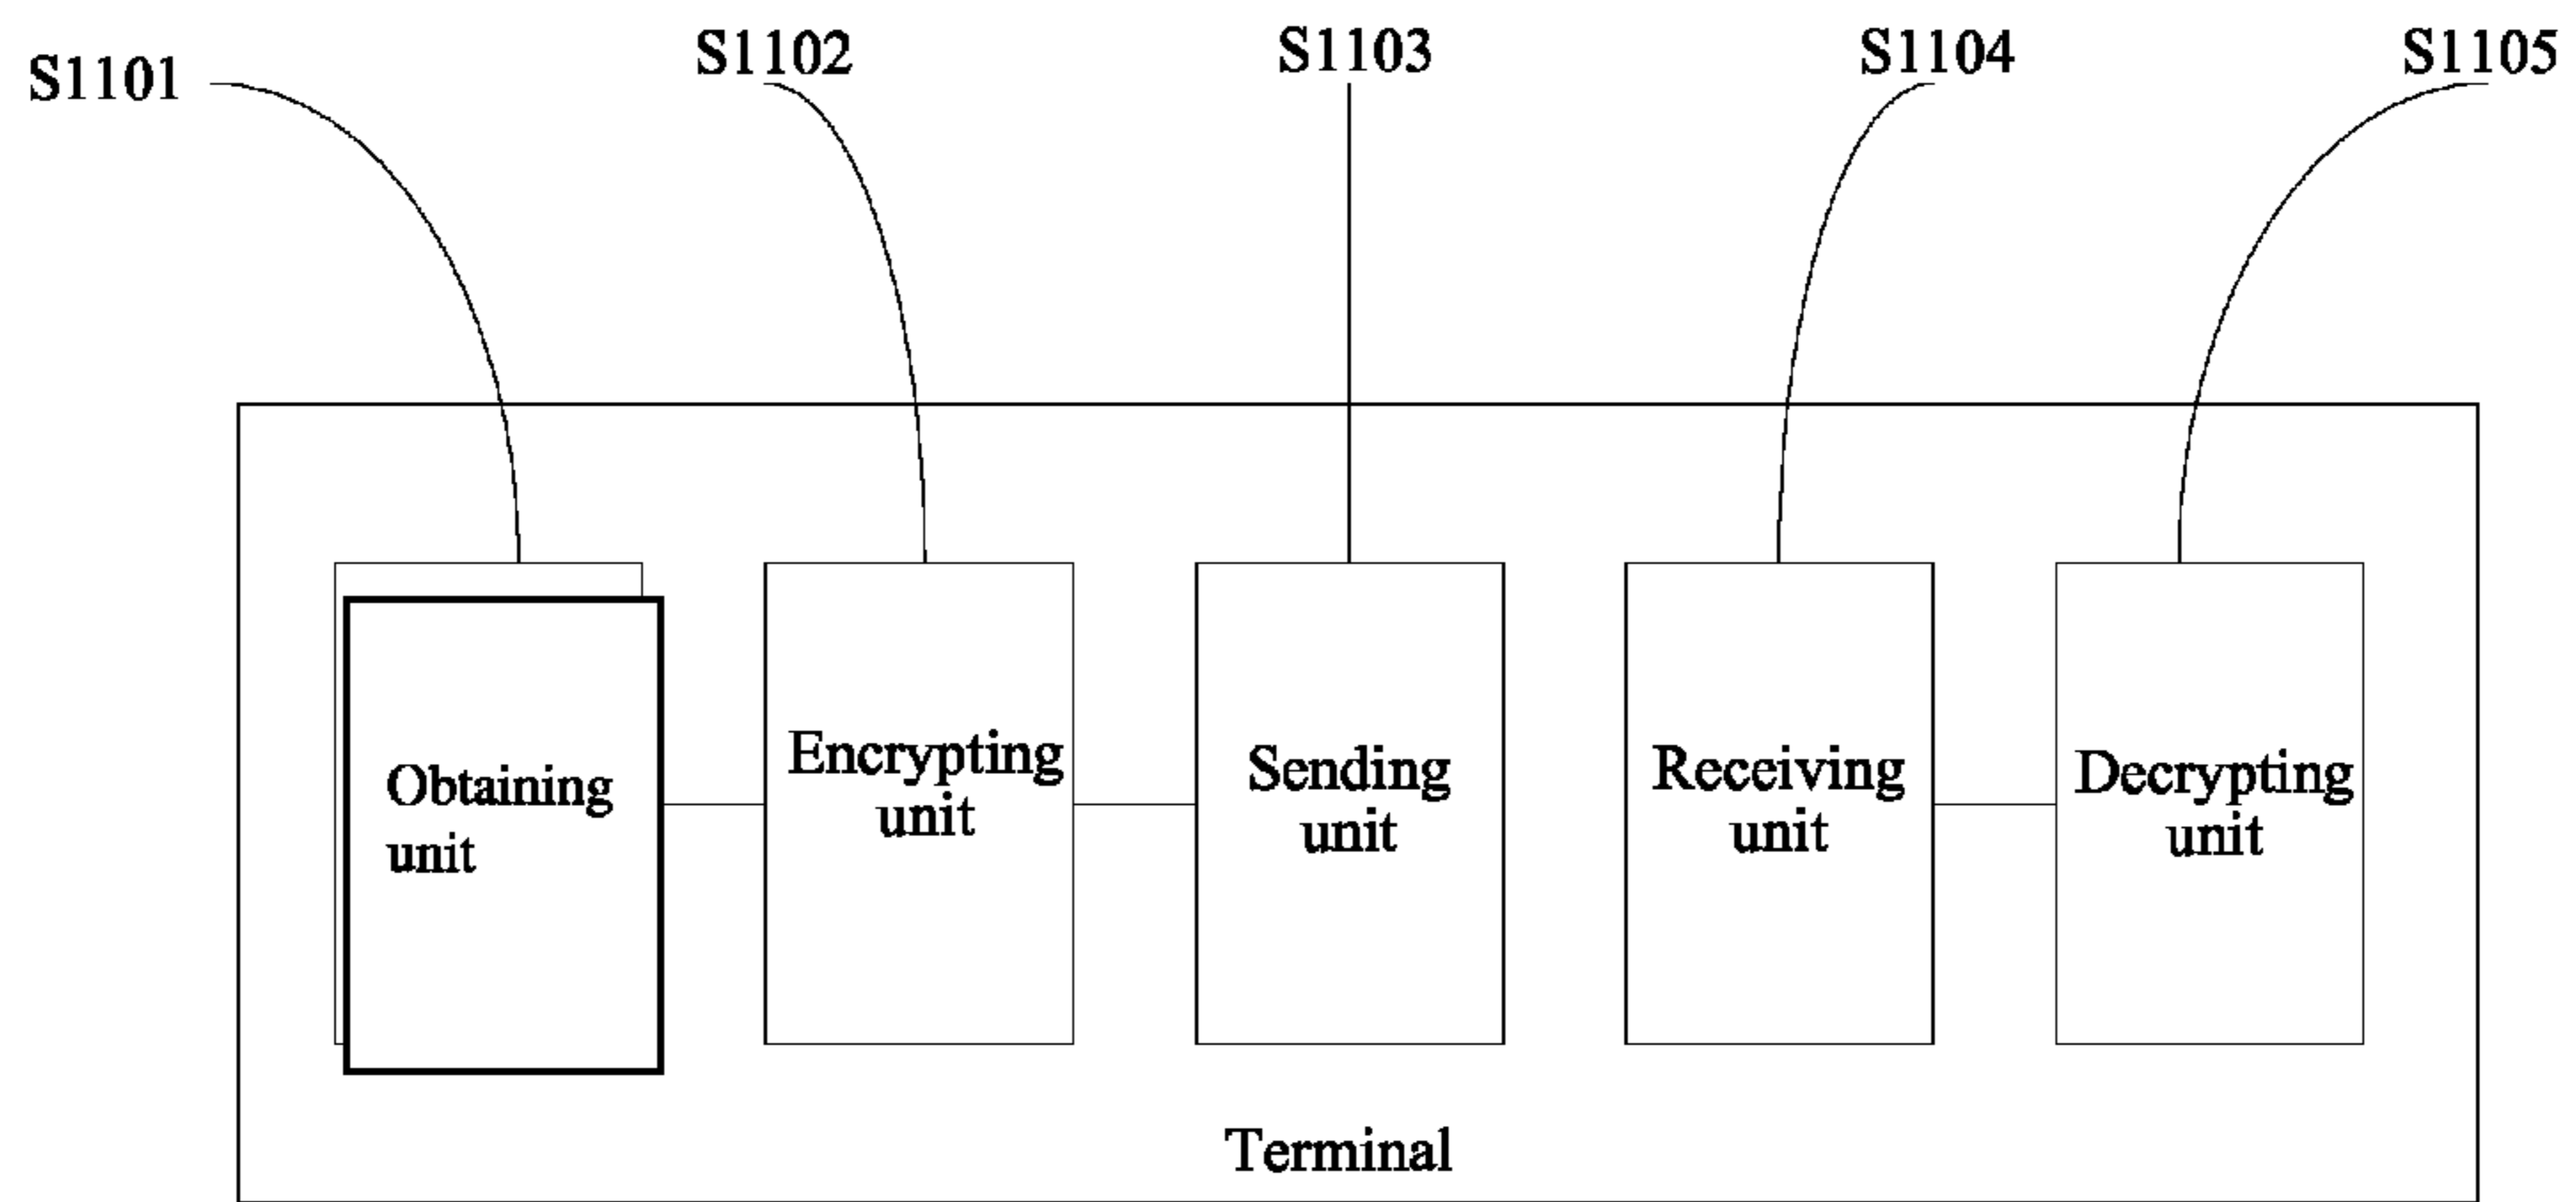 S1101
S1102
S1103
S1104
S1105
Obtaining
unit
Encrypting
unit
Sending
unit
Receiving
unit
Decrypting
unit
Terminal